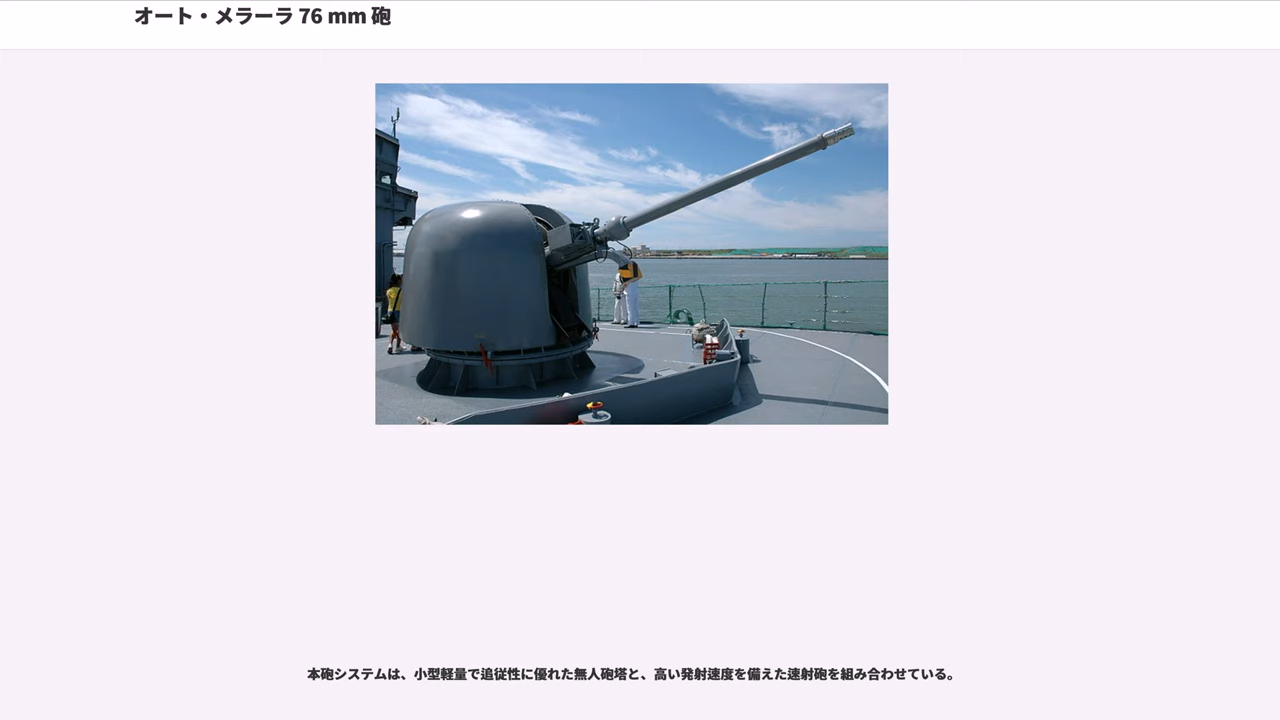 オート・メラーラ 76 mm 砲
本砲システムは、小型軽量で追従性に優れた無人砲塔と、高い発射速度を備えた速射砲を組み合わせている。